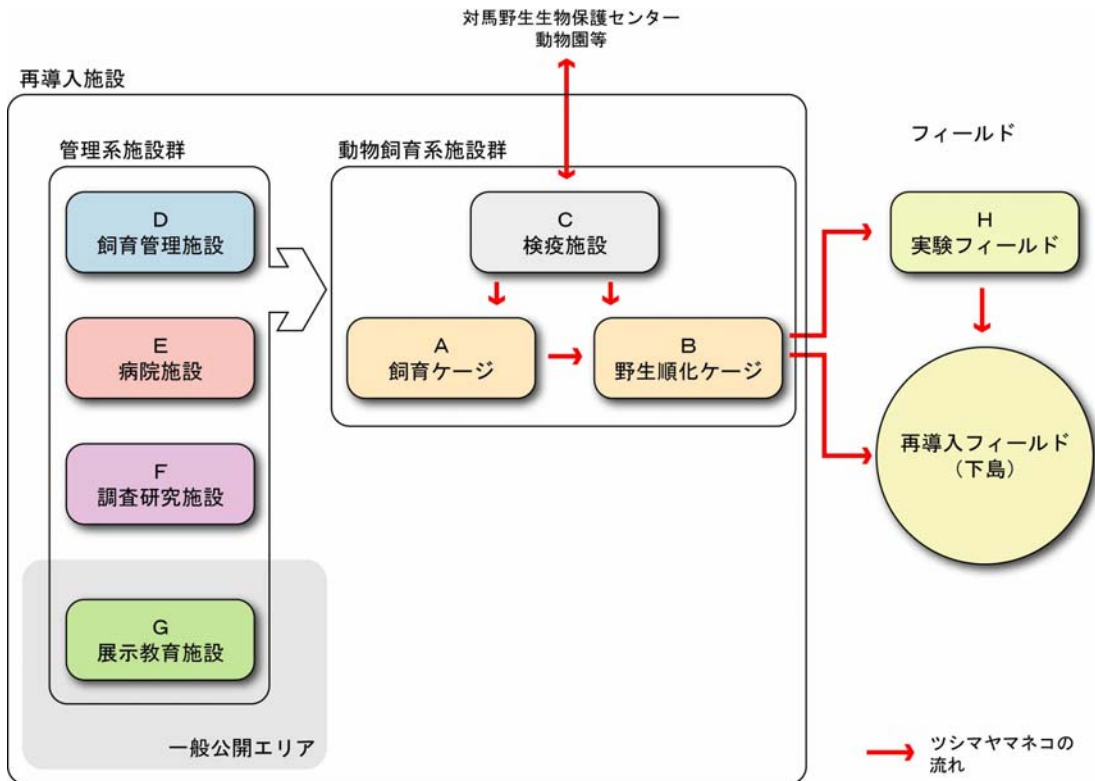 対馬野生生物保護センター
動物園等
再導入施設
管理系施設群
動物飼育系施設群
フィールド
D
飼育管理施設
C
検疫施設
H
実験フィールド
E
病院施設
A
飼育ケージ
B
野生順化ケージ
F
調査研究施設
再導入フィールド
（下島）
G
展示教育施設
一般公開エリア
ツシマヤマネコの
流れ